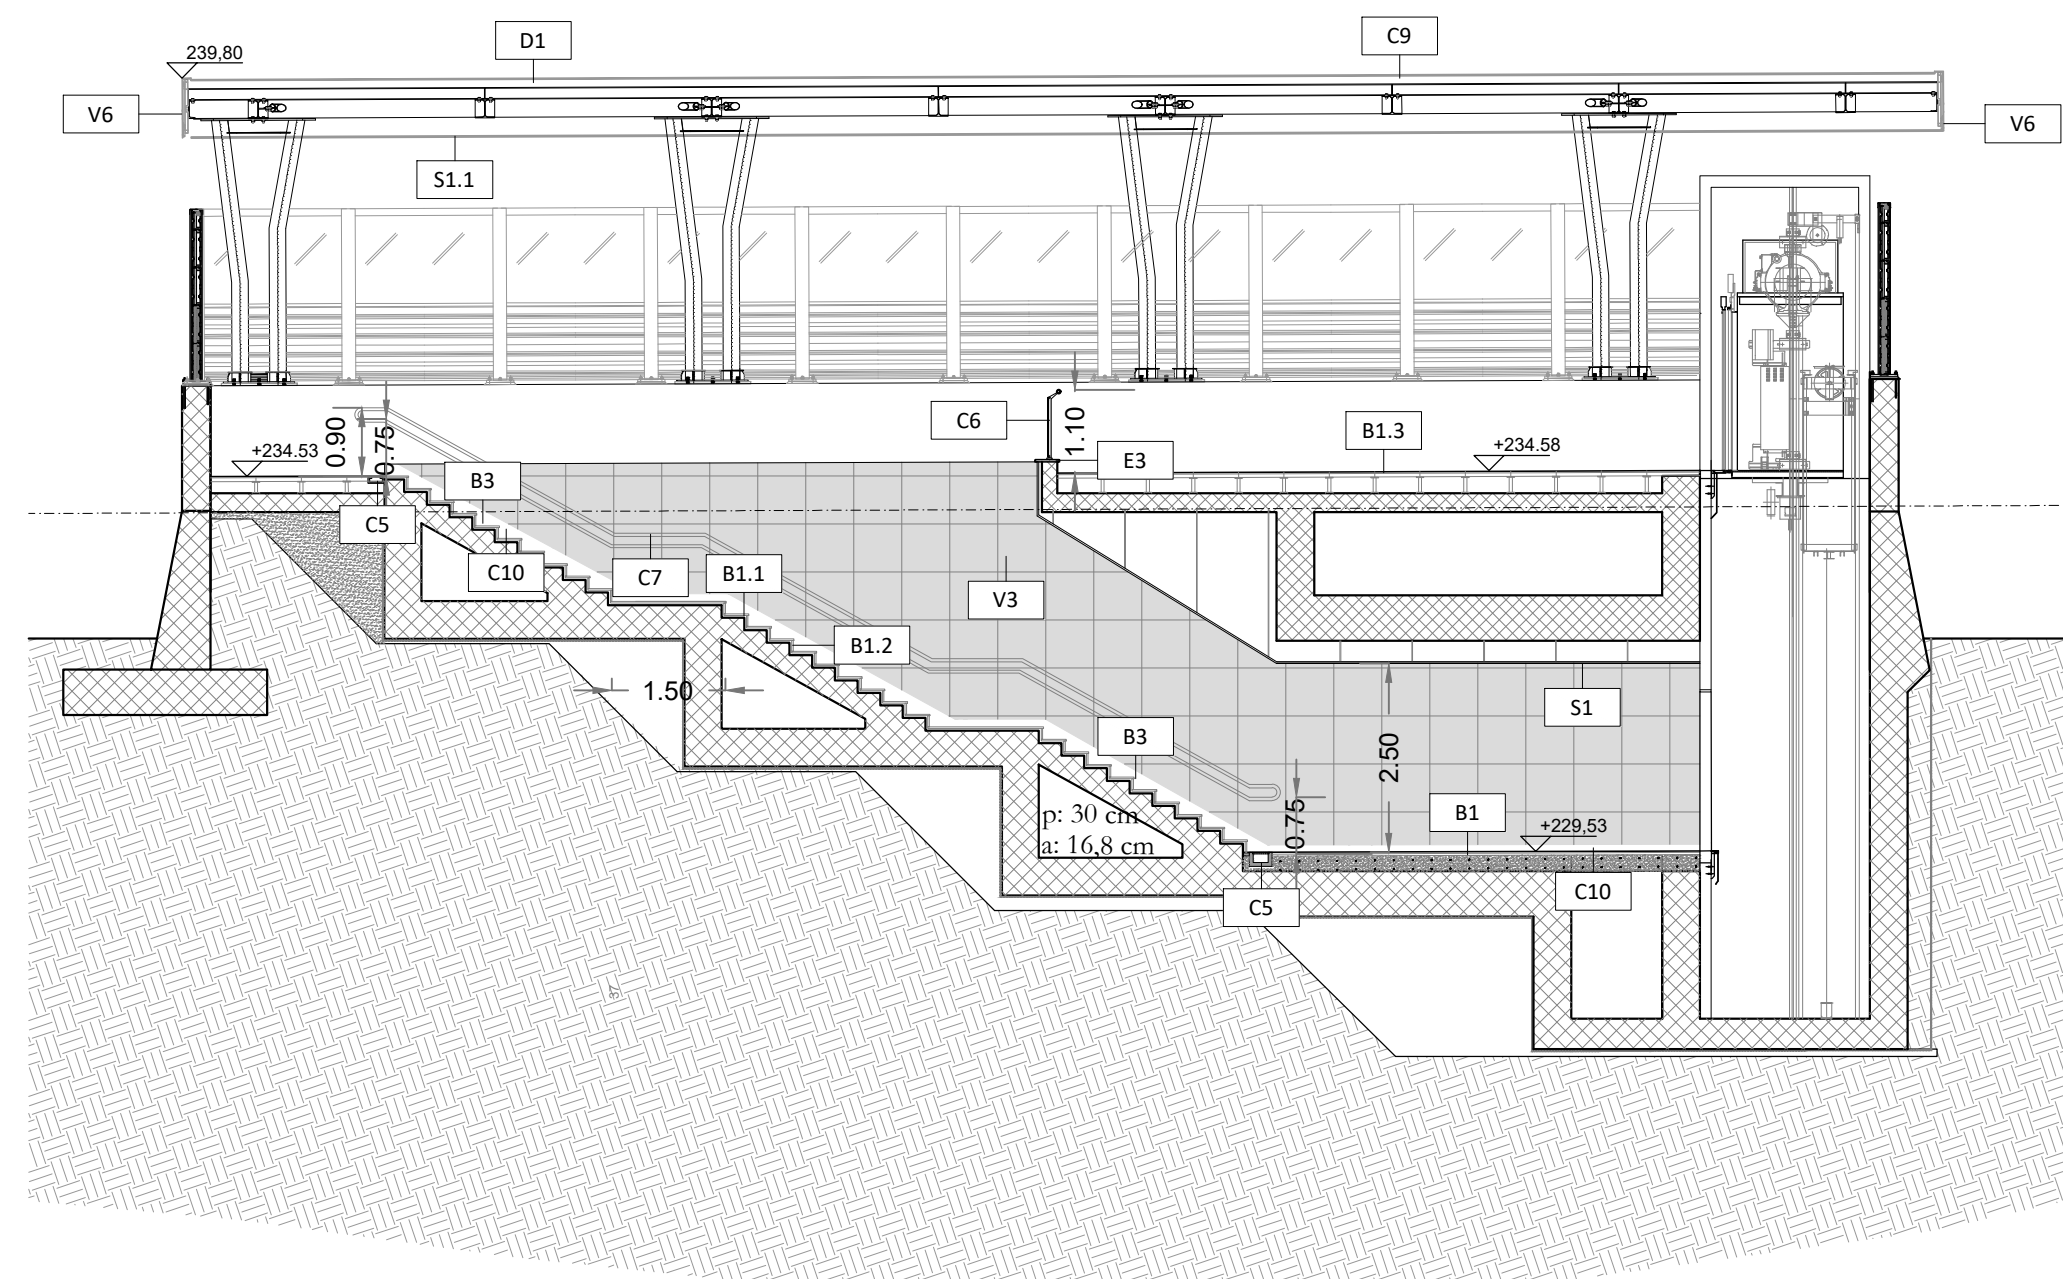 D1
C9
239,80
V6
V6
S1.1
C6
1.10
B1.3
0.90
0.75
+234.53
+234.58
E3
B3
C5
C10
C7
B1.1
V3
B1.2
1.50
S1
B3
2.50
p: 30 cm
a: 16,8 cm
0.75
B1
+229,53
C5
C10
37